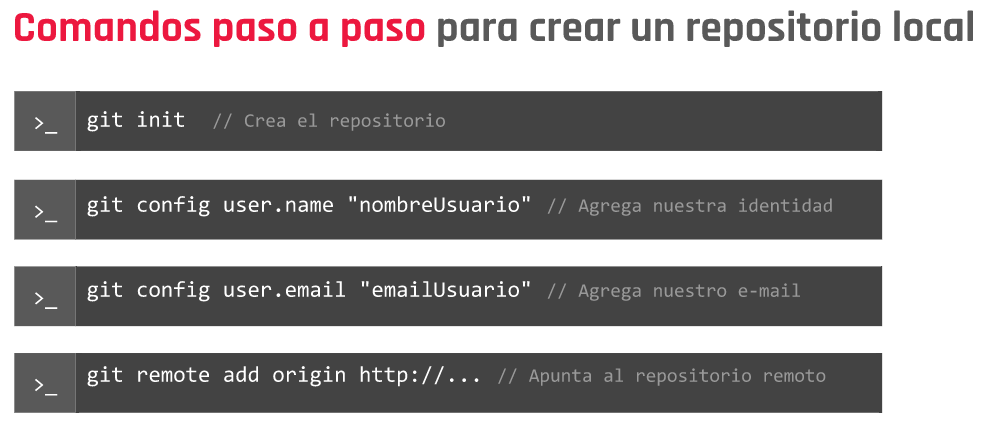 Comandos paso a paso para crear un repositorio local
>_ git init // Crea el repositorio
>_ git config user.name "nombreUsuario" // Agrega nuestra identidad
>_ git config user.email "emailUsuario" // Agrega nuestro e-mail
>_ git remote add origin http://... // Apunta al repositorio remoto